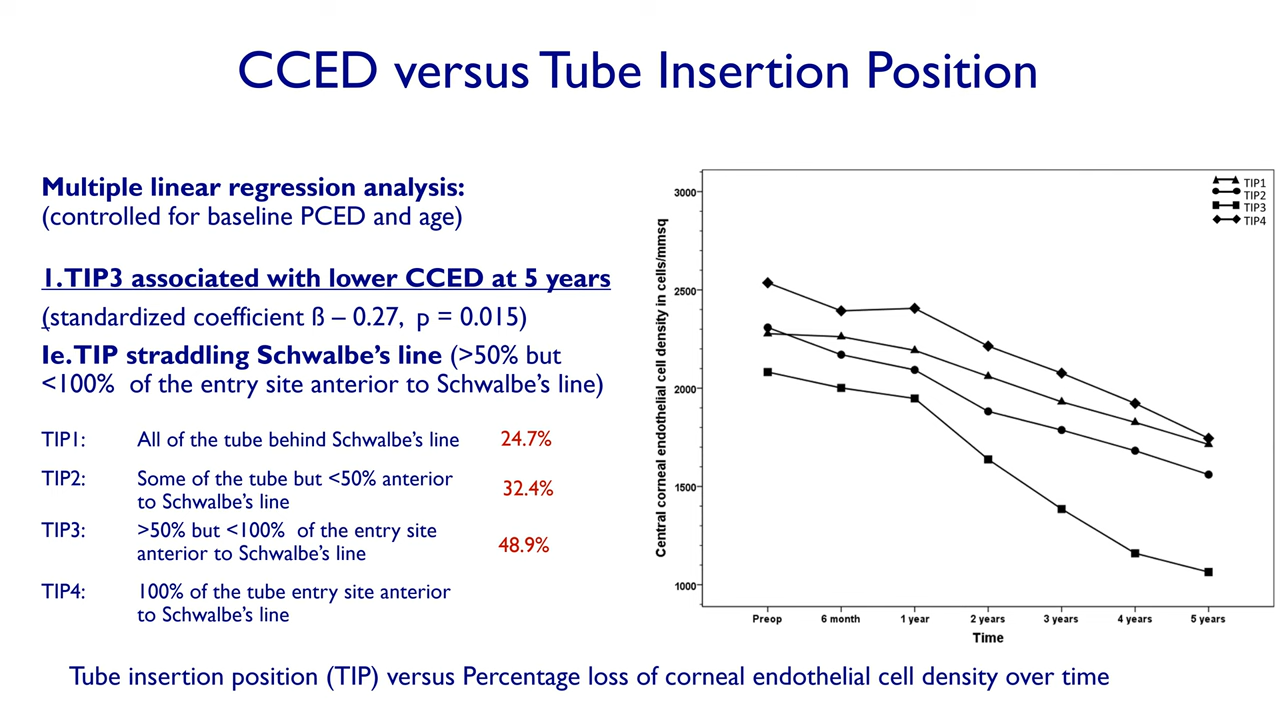 CCED versus Tube Insertion Position
Multiple linear regression analysis:
(controlled for baseline PCED and age)
1. TIP3 associated with lower CCED at 5 years
(standardized coefficient ß – 0.27, p = 0.015)
Ie. TIP straddling Schwalbe's line (>50% but
<100% of the entry site anterior to Schwalbe's line)
TIP1: All of the tube behind Schwalbe's line 24.7%
TIP2: Some of the tube but <50% anterior
to Schwalbe's line 32.4%
TIP3: >50% but <100% of the entry site
anterior to Schwalbe's line 48.9%
TIP4: 100% of the tube entry site anterior
to Schwalbe's line
Central corneal endothelial cell density in cells/mmsq
3000
2500
2000
1500
1000
TIP1
TIP2
TIP3
TIP4
Preop 6 month 1 year 2 years 3 years 4 years 5 years
Time
Tube insertion position (TIP) versus Percentage loss of corneal endothelial cell density over time